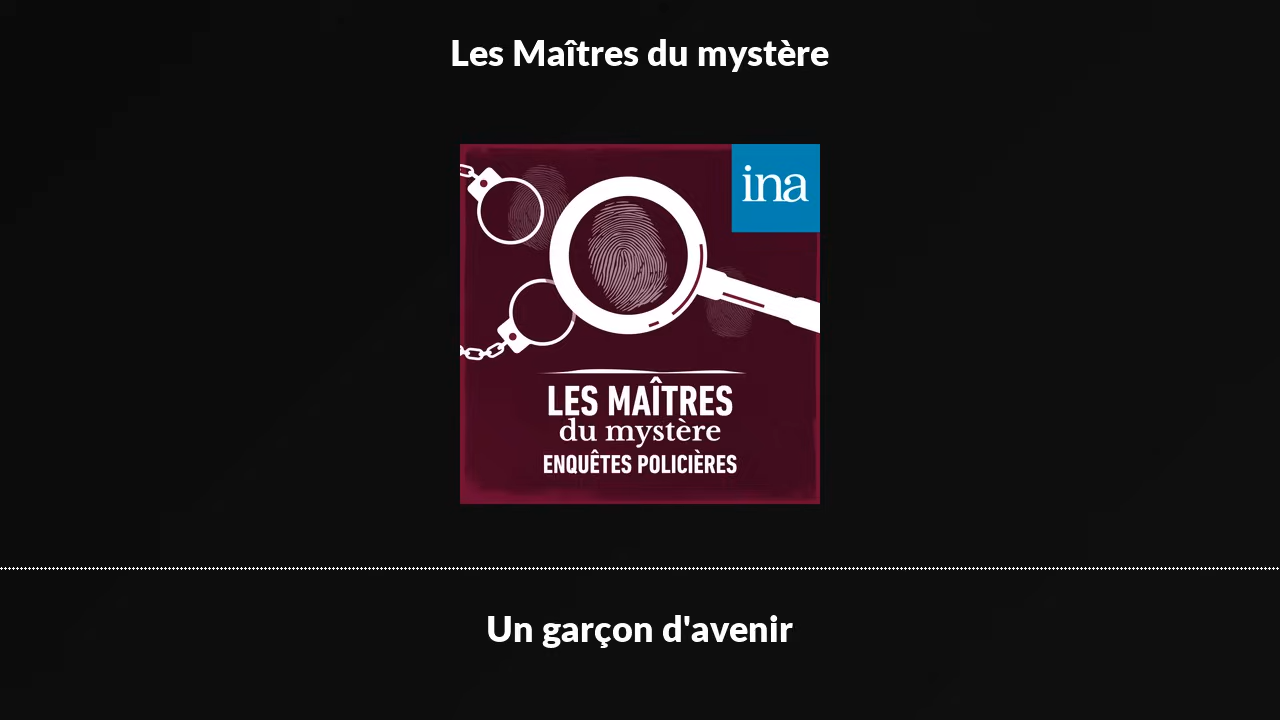 Les Maîtres du mystère
ina
LES MAÎTRES
du mystère
ENQUÊTES POLICIÈRES
Un garçon d'avenir